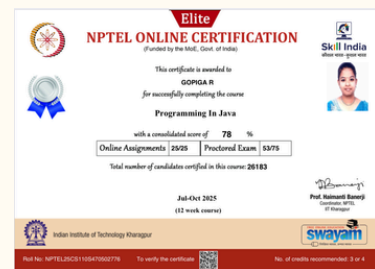 Elite
NPTEL ONLINE CERTIFICATION
(Funded by the MoE, Govt. of India)
Skill India
कौशल भारत - कुशल भारत
This certificate is awarded to
GOPIGA R
for successfully completing the course
Programming In Java
with a consolidated score of 78 %
Online Assignments 25/25 Proctored Exam 53/75
Total number of candidates certified in this course: 26183
Jul-Oct 2025
(12 week course)
Prof. Haimanti Banerji
Coordinator, NPTEL
IIT Kharagpur
Indian Institute of Technology Kharagpur
swayam
Roll No: NPTEL25CS110S470502776 To verify the certificate No. of credits recommended: 3 or 4